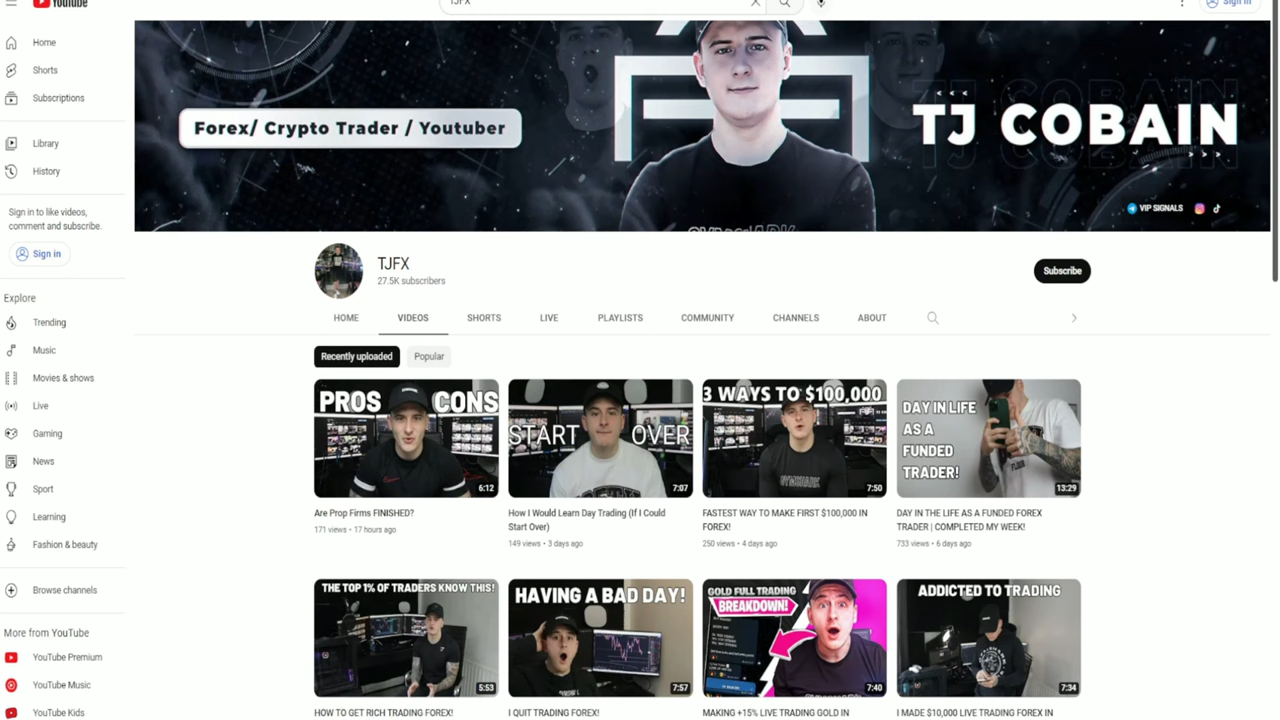 YouTube
TJFX
Sign in
Home
Shorts
Subscriptions
Library
History
Sign in to like videos,
comment and subscribe.
Sign in
Explore
Trending
Music
Movies & shows
Live
Gaming
News
Sport
Learning
Fashion & beauty
Browse channels
More from YouTube
YouTube Premium
YouTube Music
YouTube Kids
Forex/ Crypto Trader / Youtuber
< < <
TJ COBAIN
> > >
VIP SIGNALS
TJFX
27.5K subscribers
Subscribe
HOME VIDEOS SHORTS LIVE PLAYLISTS COMMUNITY CHANNELS ABOUT
Recently uploaded Popular
PROS CONS
6:12
Are Prop Firms FINISHED?
171 views • 17 hours ago
START OVER
7:07
How I Would Learn Day Trading (If I Could
Start Over)
149 views • 3 days ago
3 WAYS TO $100,000
GYMSHARK
7:50
FASTEST WAY TO MAKE FIRST $100,000 IN
FOREX!
250 views • 4 days ago
DAY IN LIFE
AS A
FUNDED
TRADER!
13:29
DAY IN THE LIFE AS A FUNDED FOREX
TRADER | COMPLETED MY WEEK!
733 views • 6 days ago
THE TOP 1% OF TRADERS KNOW THIS!
5:53
HOW TO GET RICH TRADING FOREX!
HAVING A BAD DAY!
7:57
I QUIT TRADING FOREX!
GOLD FULL TRADING
BREAKDOWN!
7:40
MAKING +15% LIVE TRADING GOLD IN
ADDICTED TO TRADING
7:34
I MADE $10,000 LIVE TRADING FOREX IN